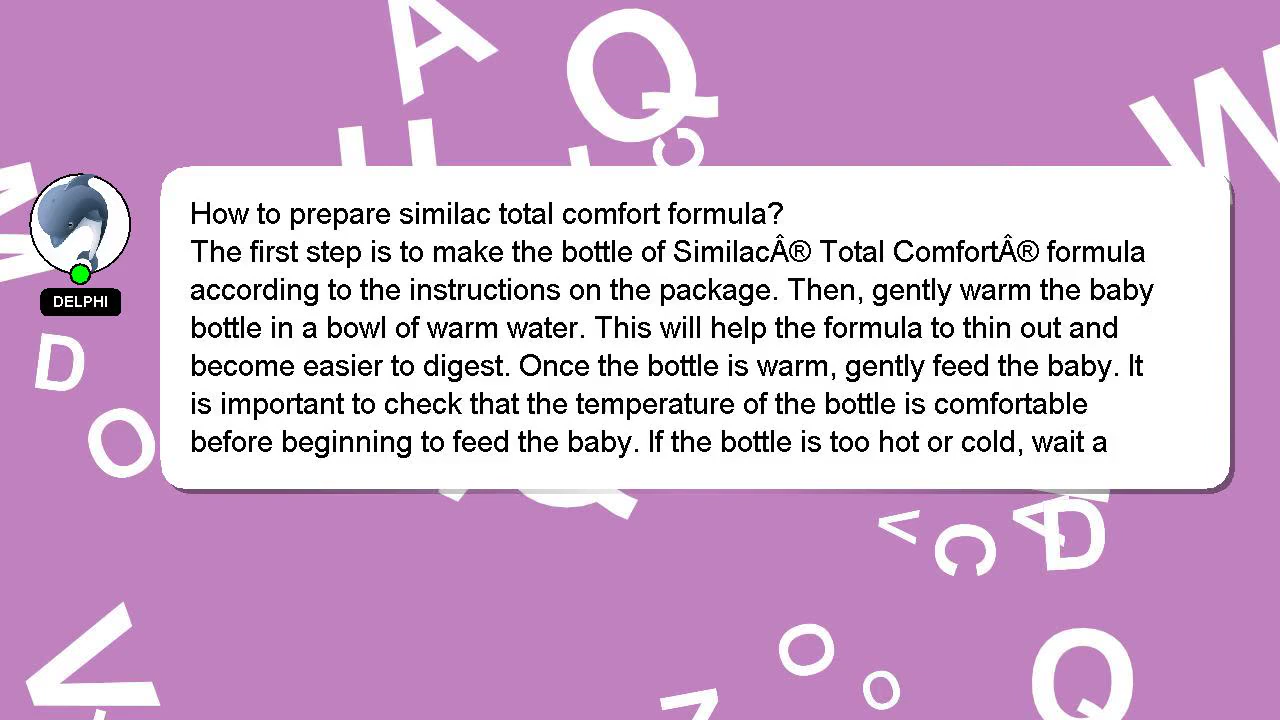 How to prepare similac total comfort formula?
The first step is to make the bottle of SimilacÂ® Total ComfortÂ® formula
according to the instructions on the package. Then, gently warm the baby
bottle in a bowl of warm water. This will help the formula to thin out and
become easier to digest. Once the bottle is warm, gently feed the baby. It
is important to check that the temperature of the bottle is comfortable
before beginning to feed the baby. If the bottle is too hot or cold, wait a
DELPHI